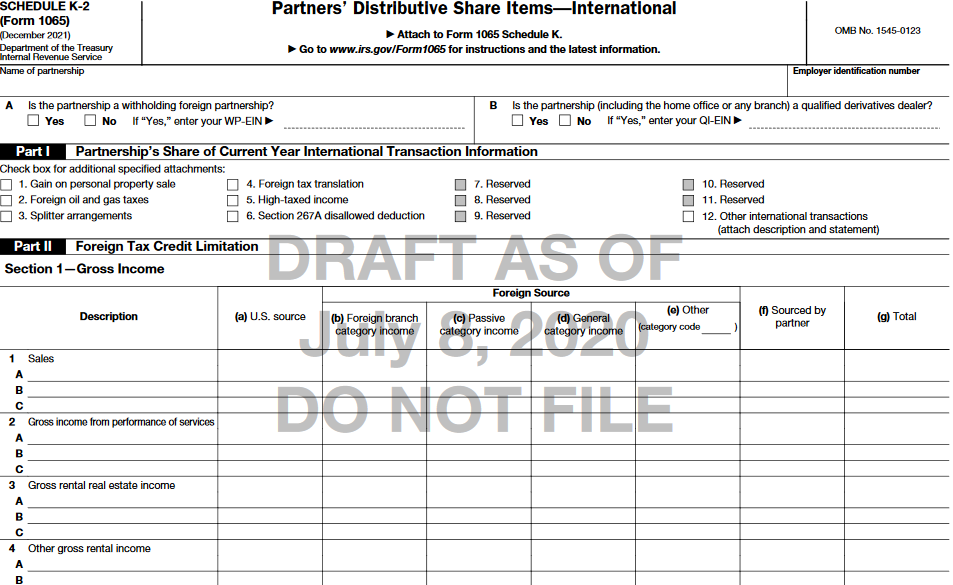 SCHEDULE K-2
(Form 1065)
(December 2021)
Department of the Treasury
Internal Revenue Service
Partners' Distributive Share Items—International
▶ Attach to Form 1065 Schedule K.
▶ Go to www.irs.gov/Form1065 for instructions and the latest information.
OMB No. 1545-0123
Name of partnership
Employer identification number
A Is the partnership a withholding foreign partnership?
Yes No If "Yes," enter your WP-EIN ▶
B Is the partnership (including the home office or any branch) a qualified derivatives dealer?
Yes No If "Yes," enter your QI-EIN ▶
Part I Partnership's Share of Current Year International Transaction Information
Check box for additional specified attachments:
1. Gain on personal property sale
2. Foreign oil and gas taxes
3. Splitter arrangements
4. Foreign tax translation
5. High-taxed income
6. Section 267A disallowed deduction
7. Reserved
8. Reserved
9. Reserved
10. Reserved
11. Reserved
12. Other international transactions
(attach description and statement)
Part II Foreign Tax Credit Limitation
Section 1—Gross Income
DRAFT AS OF
July 8, 2020
DO NOT FILE
Description
(a) U.S. source
Foreign Source
(b) Foreign branch
category income
(c) Passive
category income
(d) General
category income
(e) Other
(category code ____ )
(f) Sourced by
partner
(g) Total
1 Sales
A
B
C
2 Gross income from performance of services
A
B
C
3 Gross rental real estate income
A
B
C
4 Other gross rental income
A
B